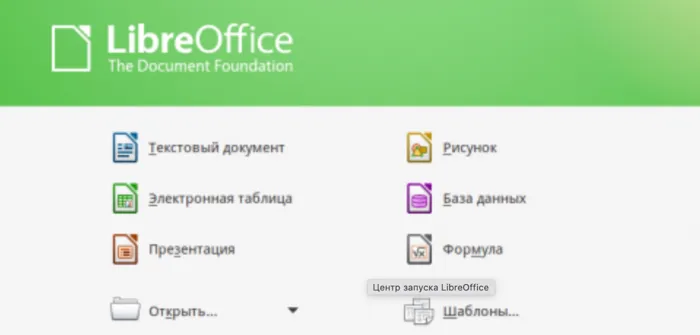 LibreOffice
The Document Foundation
Текстовый документ
Рисунок
Электронная таблица
База данных
Презентация
Формула
Центр запуска LibreOffice
Открыть...
Шаблоны...